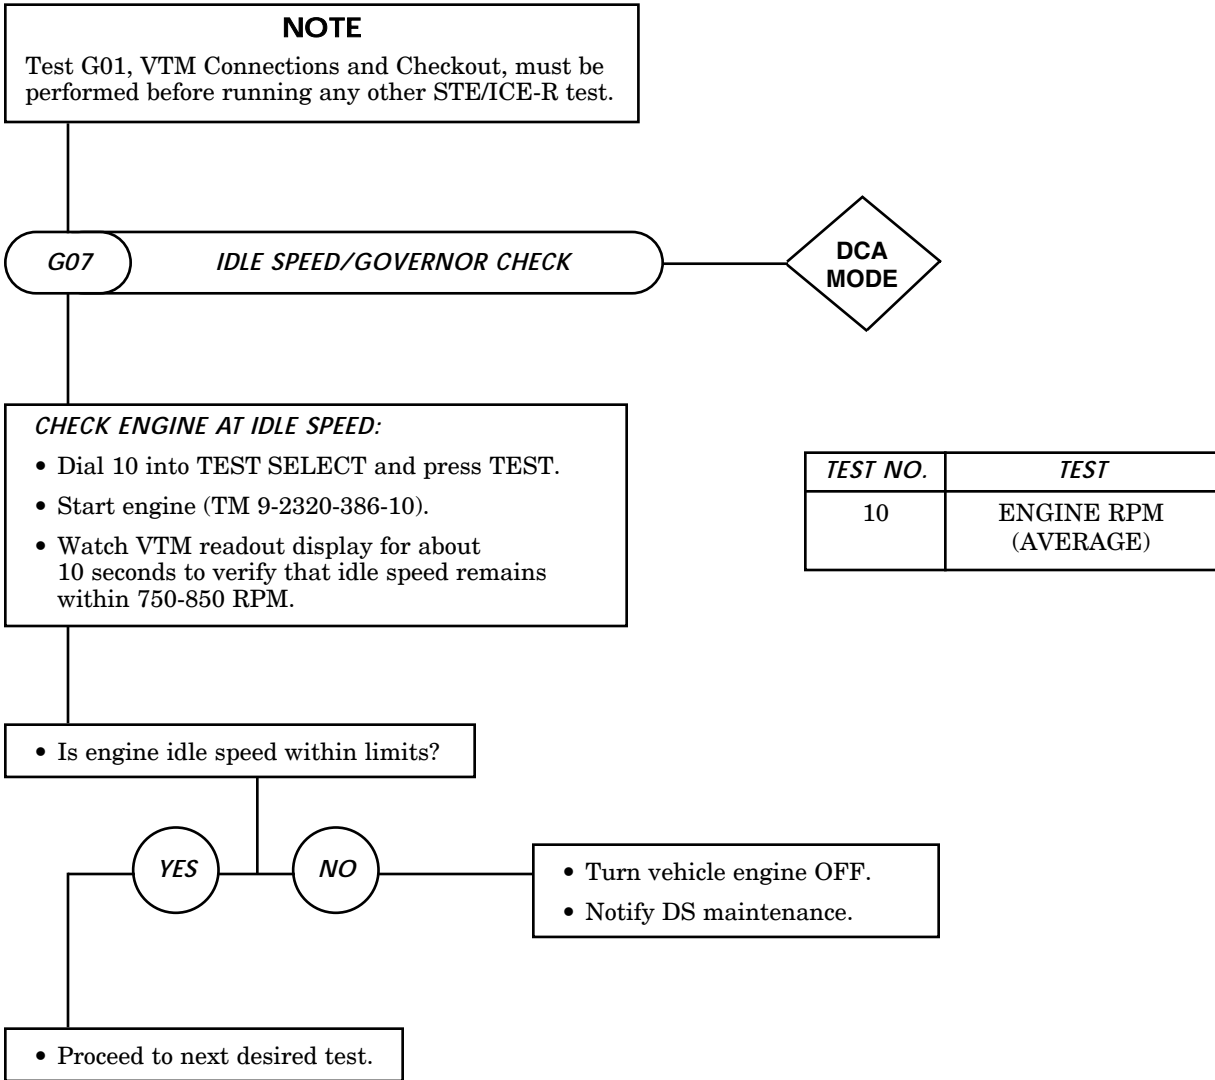 NOTE
Test G01, VTM Connections and Checkout, must be
performed before running any other STE/ICE-R test.
G07
IDLE SPEED/GOVERNOR CHECK
DCA
MODE
CHECK ENGINE AT IDLE SPEED:
• Dial 10 into TEST SELECT and press TEST.
• Start engine (TM 9-2320-386-10).
• Watch VTM readout display for about
10 seconds to verify that idle speed remains
within 750-850 RPM.
TEST NO. TEST
10 ENGINE RPM
(AVERAGE)
• Is engine idle speed within limits?
YES
NO
• Turn vehicle engine OFF.
• Notify DS maintenance.
• Proceed to next desired test.